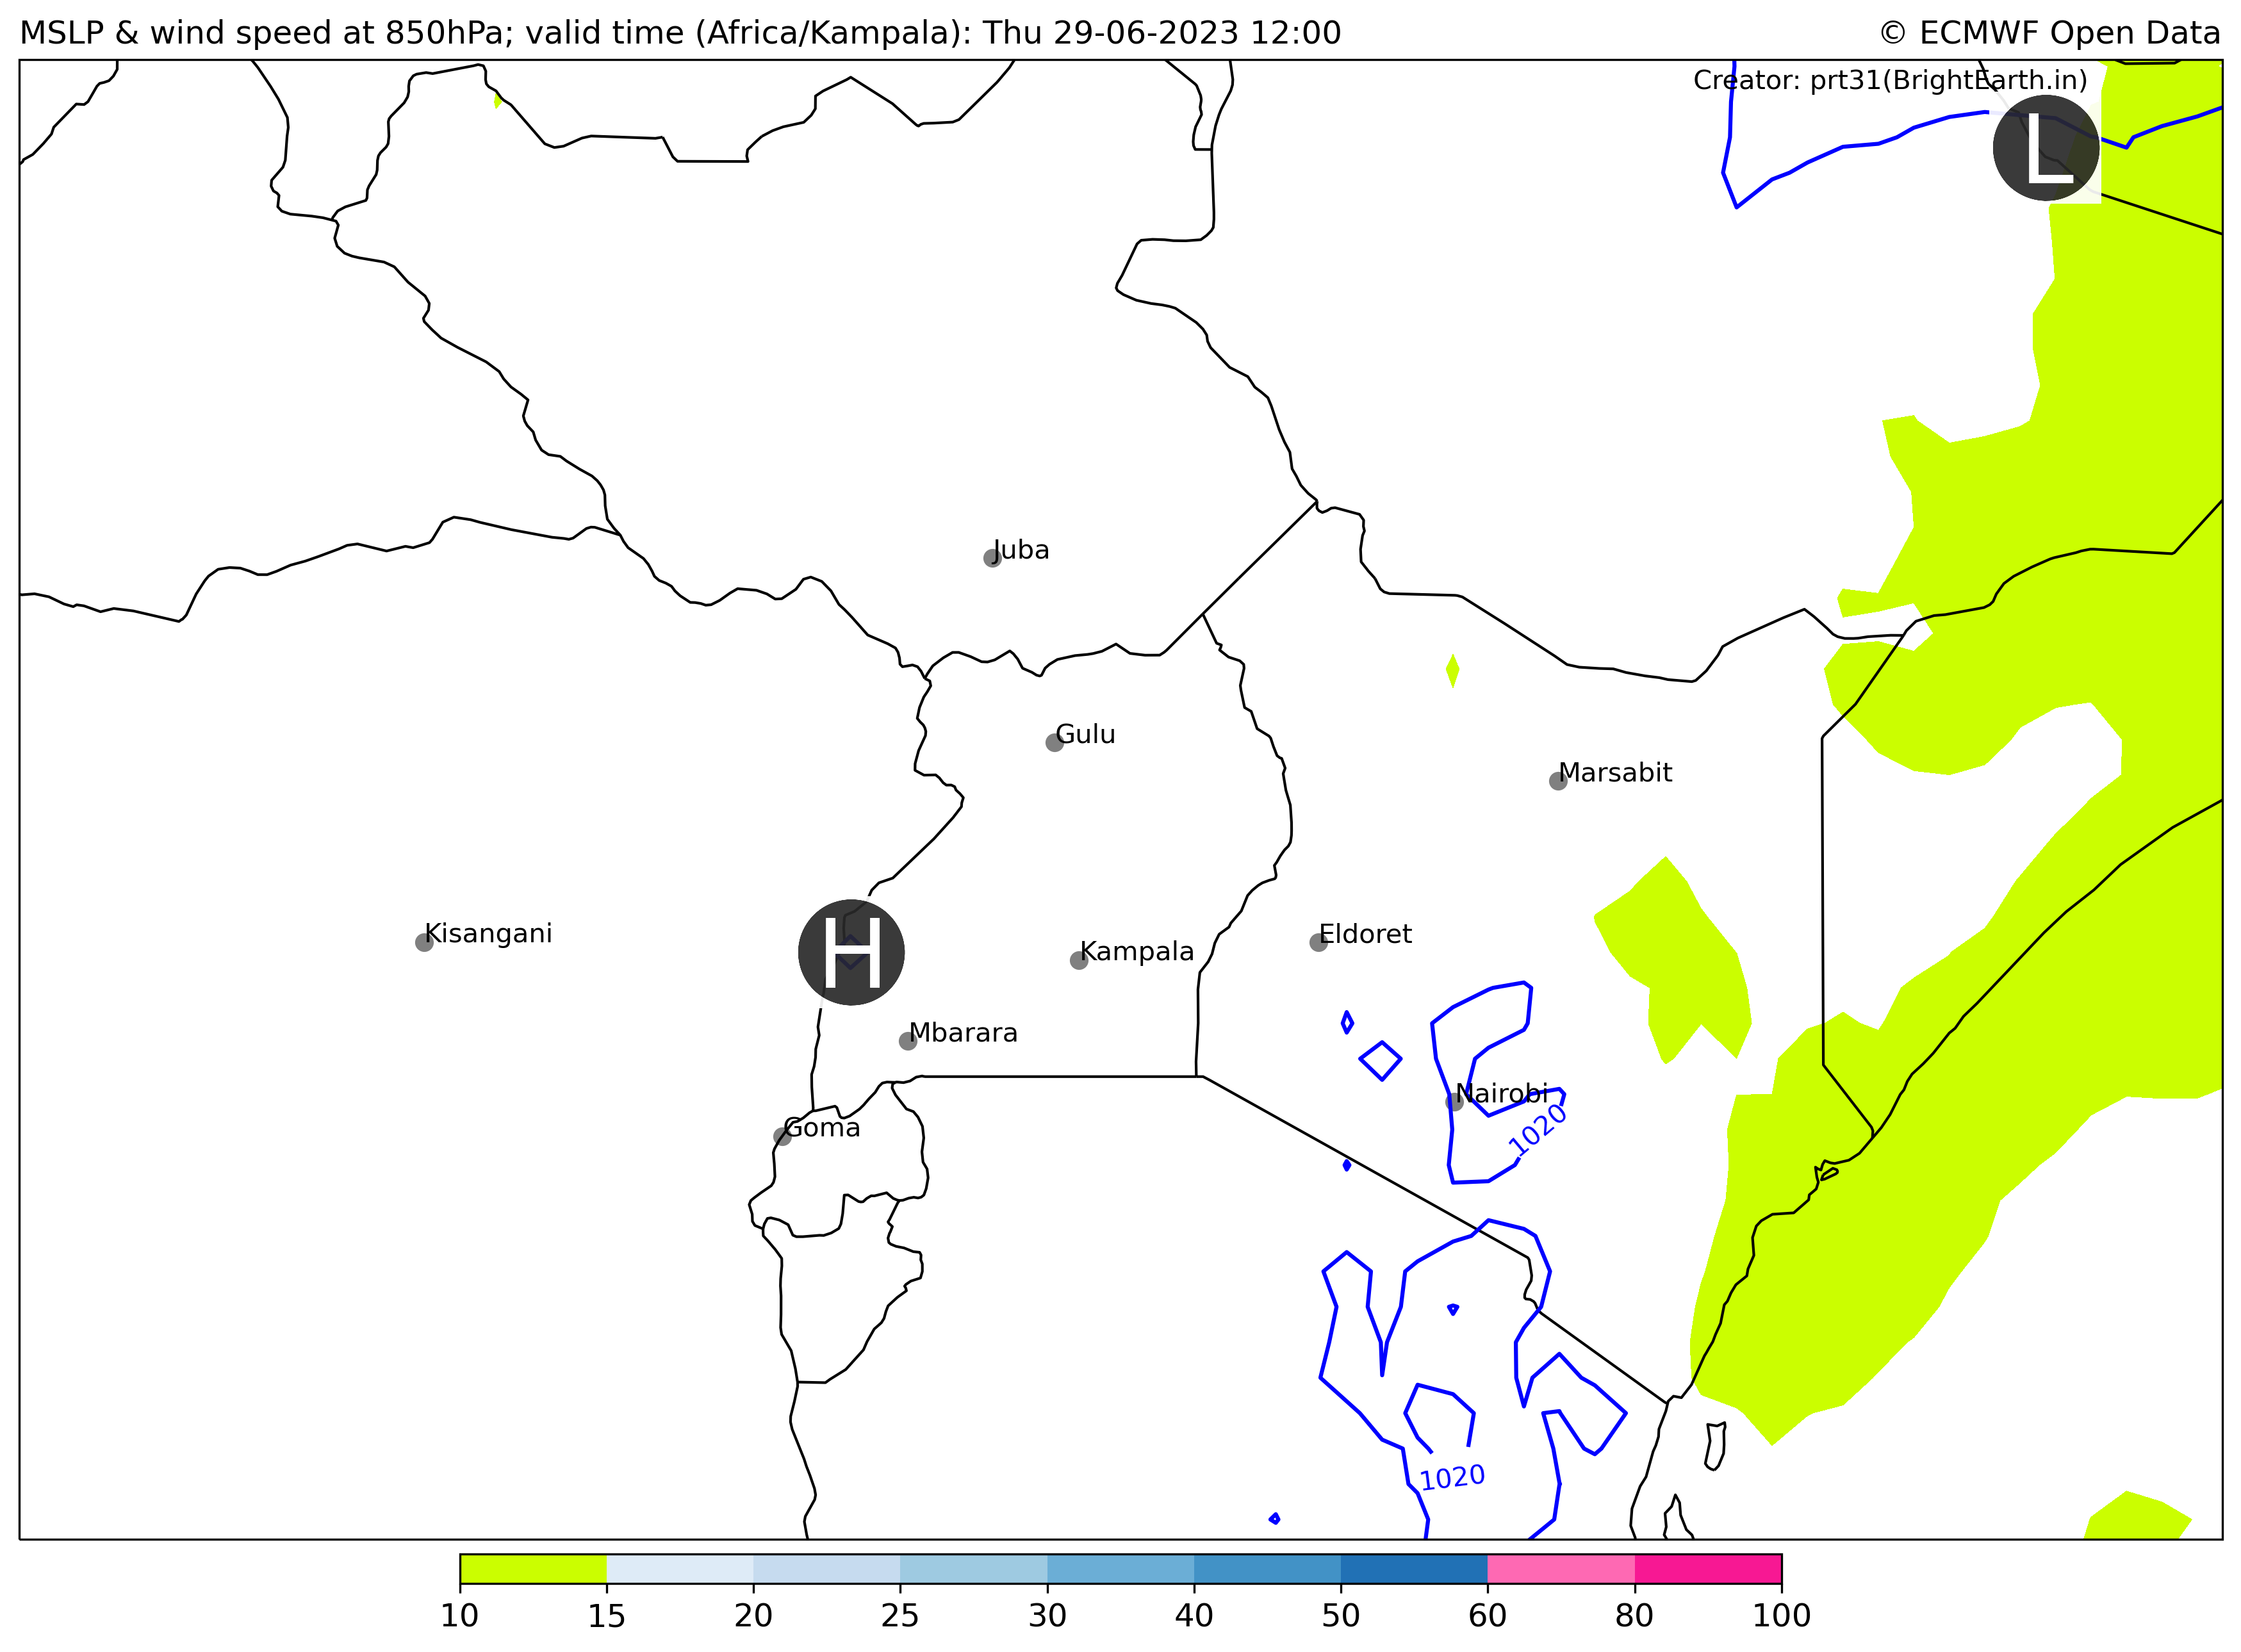 MSLP & wind speed at 850hPa; valid time (Africa/Kampala): Thu 29-06-2023 12:00
© ECMWF Open Data
Creator: prt31(BrightEarth.in)
L
Juba
Gulu
Marsabit
Kisangani
H
Kampala
Eldoret
Mbarara
Nairobi
Goma
1020
1020
10 15 20 25 30 40 50 60 80 100